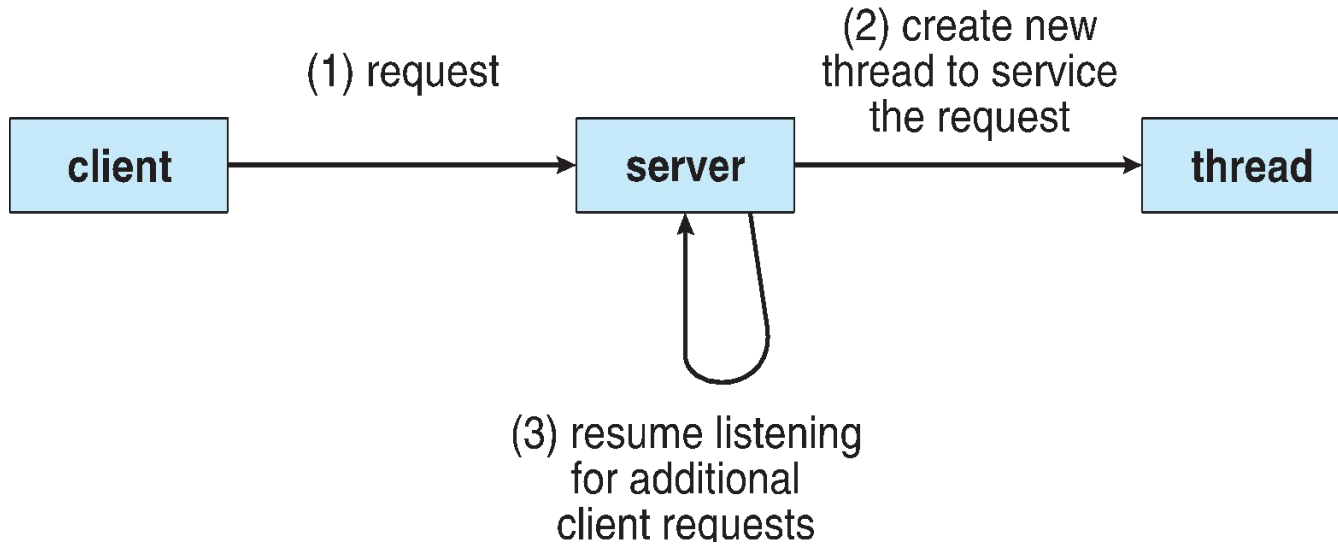 (1) request
(2) create new
thread to service
the request
client
server
thread
(3) resume listening
for additional
client requests